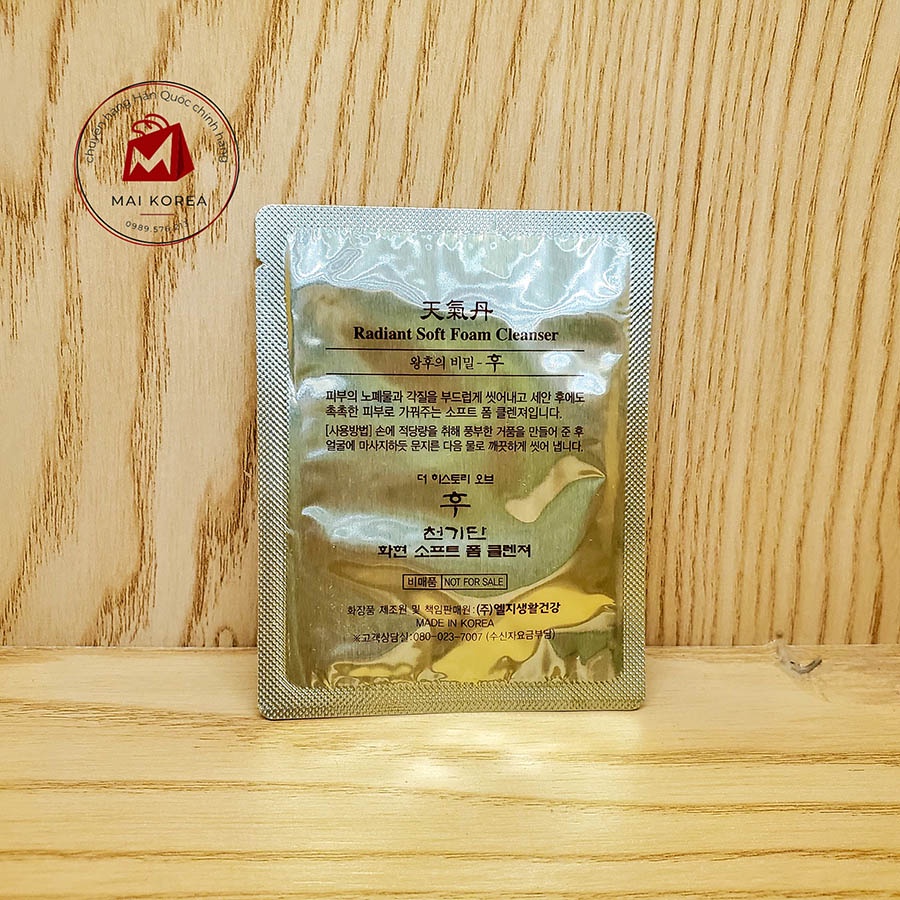 chuyên hàng Hàn Quốc chính hãng
MAI KOREA
天氣丹
Radiant Soft Foam Cleanser
왕후의 비밀 - 후
피부의 노폐물과 각질을 부드럽게 씻어내고 세안 후에도
촉촉한 피부로 가꿔주는 소프트 폼 클렌져입니다.
[사용방법] 손에 적당량을 취해 풍부한 거품을 만들어 준 후
얼굴에 마사지하듯 문지른 다음 물로 깨끗하게 씻어 냅니다.
더 히스토리 오브
후
천기단
화현 소프트 폼 클렌져
비매품 NOT FOR SALE
화장품 제조원 및 책임판매원 : (주)엘지생활건강
MADE IN KOREA
※고객상담실:080-023-7007 (수신자요금부담)